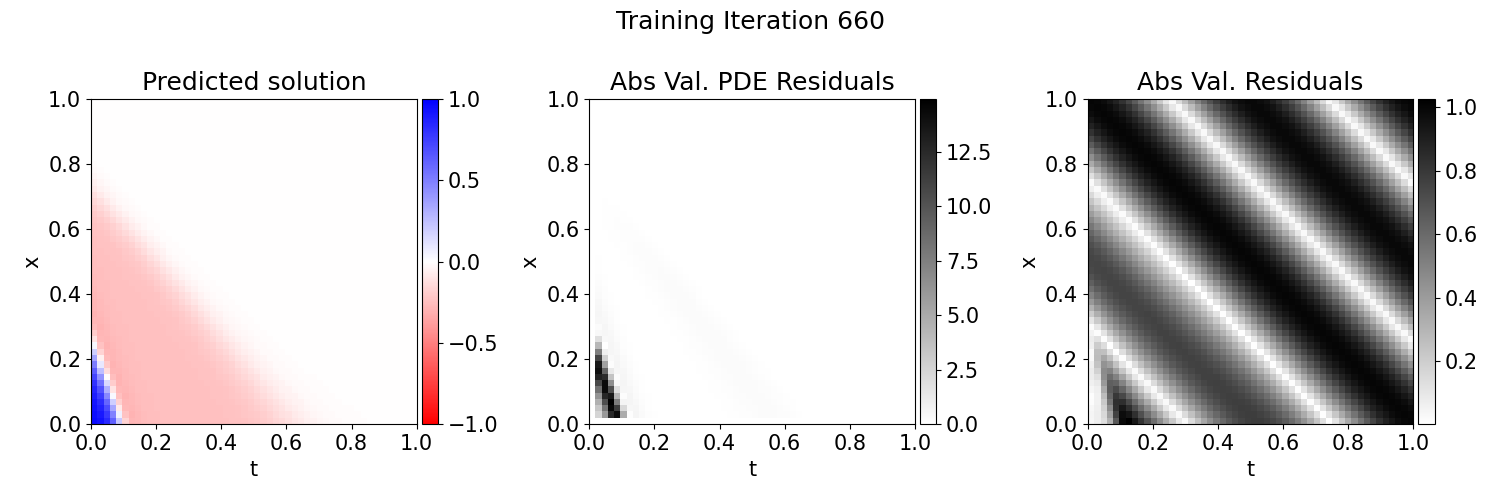 Training Iteration 660
Predicted solution
Abs Val. PDE Residuals
Abs Val. Residuals
1.0
0.8
0.6
0.4
0.2
0.0
x
0.0 0.2 0.4 0.6 0.8 1.0
t
1.0
0.5
0.0
−0.5
−1.0
1.0
0.8
0.6
0.4
0.2
0.0
x
0.0 0.2 0.4 0.6 0.8 1.0
t
12.5
10.0
7.5
5.0
2.5
0.0
1.0
0.8
0.6
0.4
0.2
0.0
x
0.0 0.2 0.4 0.6 0.8 1.0
t
1.0
0.8
0.6
0.4
0.2